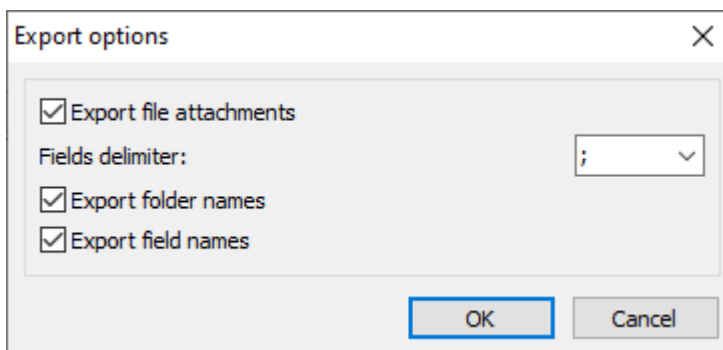 Export options
Export file attachments
Fields delimiter: ;
Export folder names
Export field names
OK Cancel